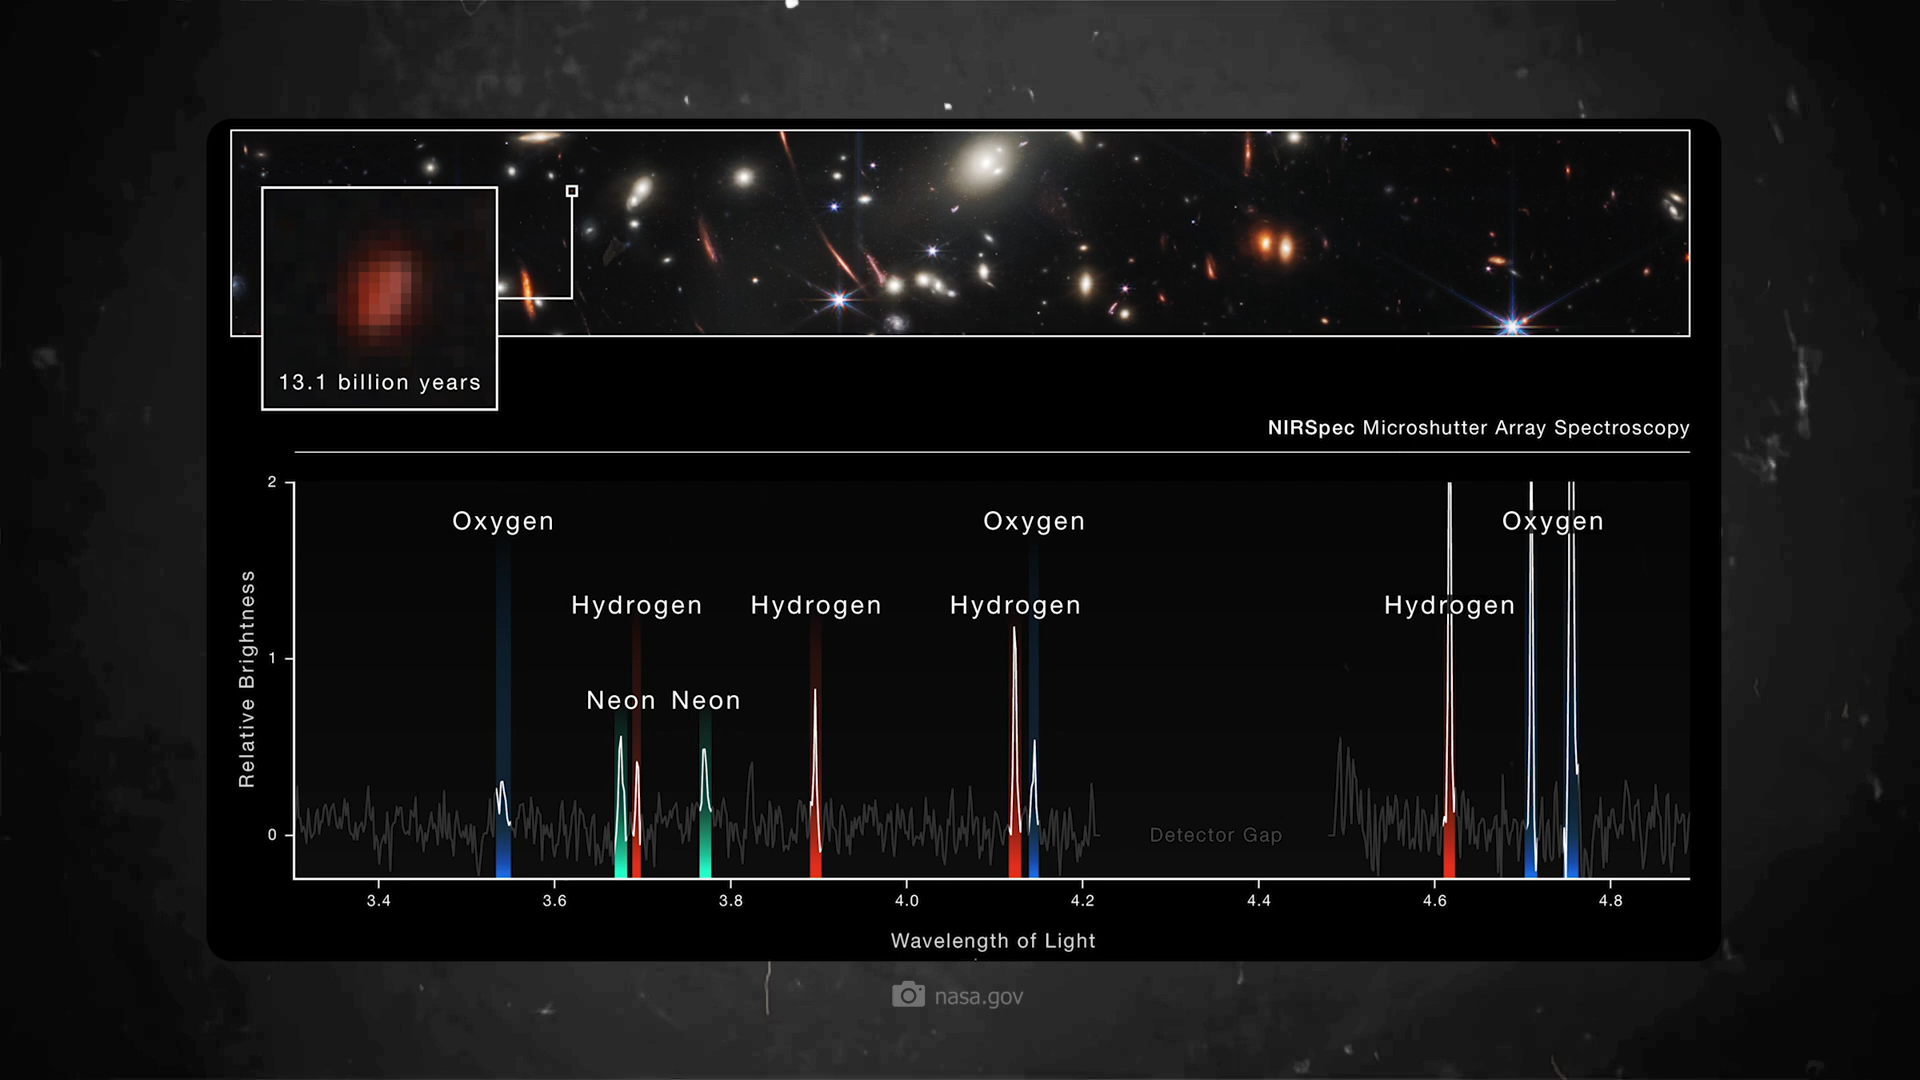 13.1 billion years
NIRSpec Microshutter Array Spectroscopy
2
Oxygen Oxygen Oxygen
Hydrogen Hydrogen Hydrogen Hydrogen
1
Neon Neon
Relative Brightness
0
Detector Gap
3.4 3.6 3.8 4.0 4.2 4.4 4.6 4.8
Wavelength of Light
nasa.gov